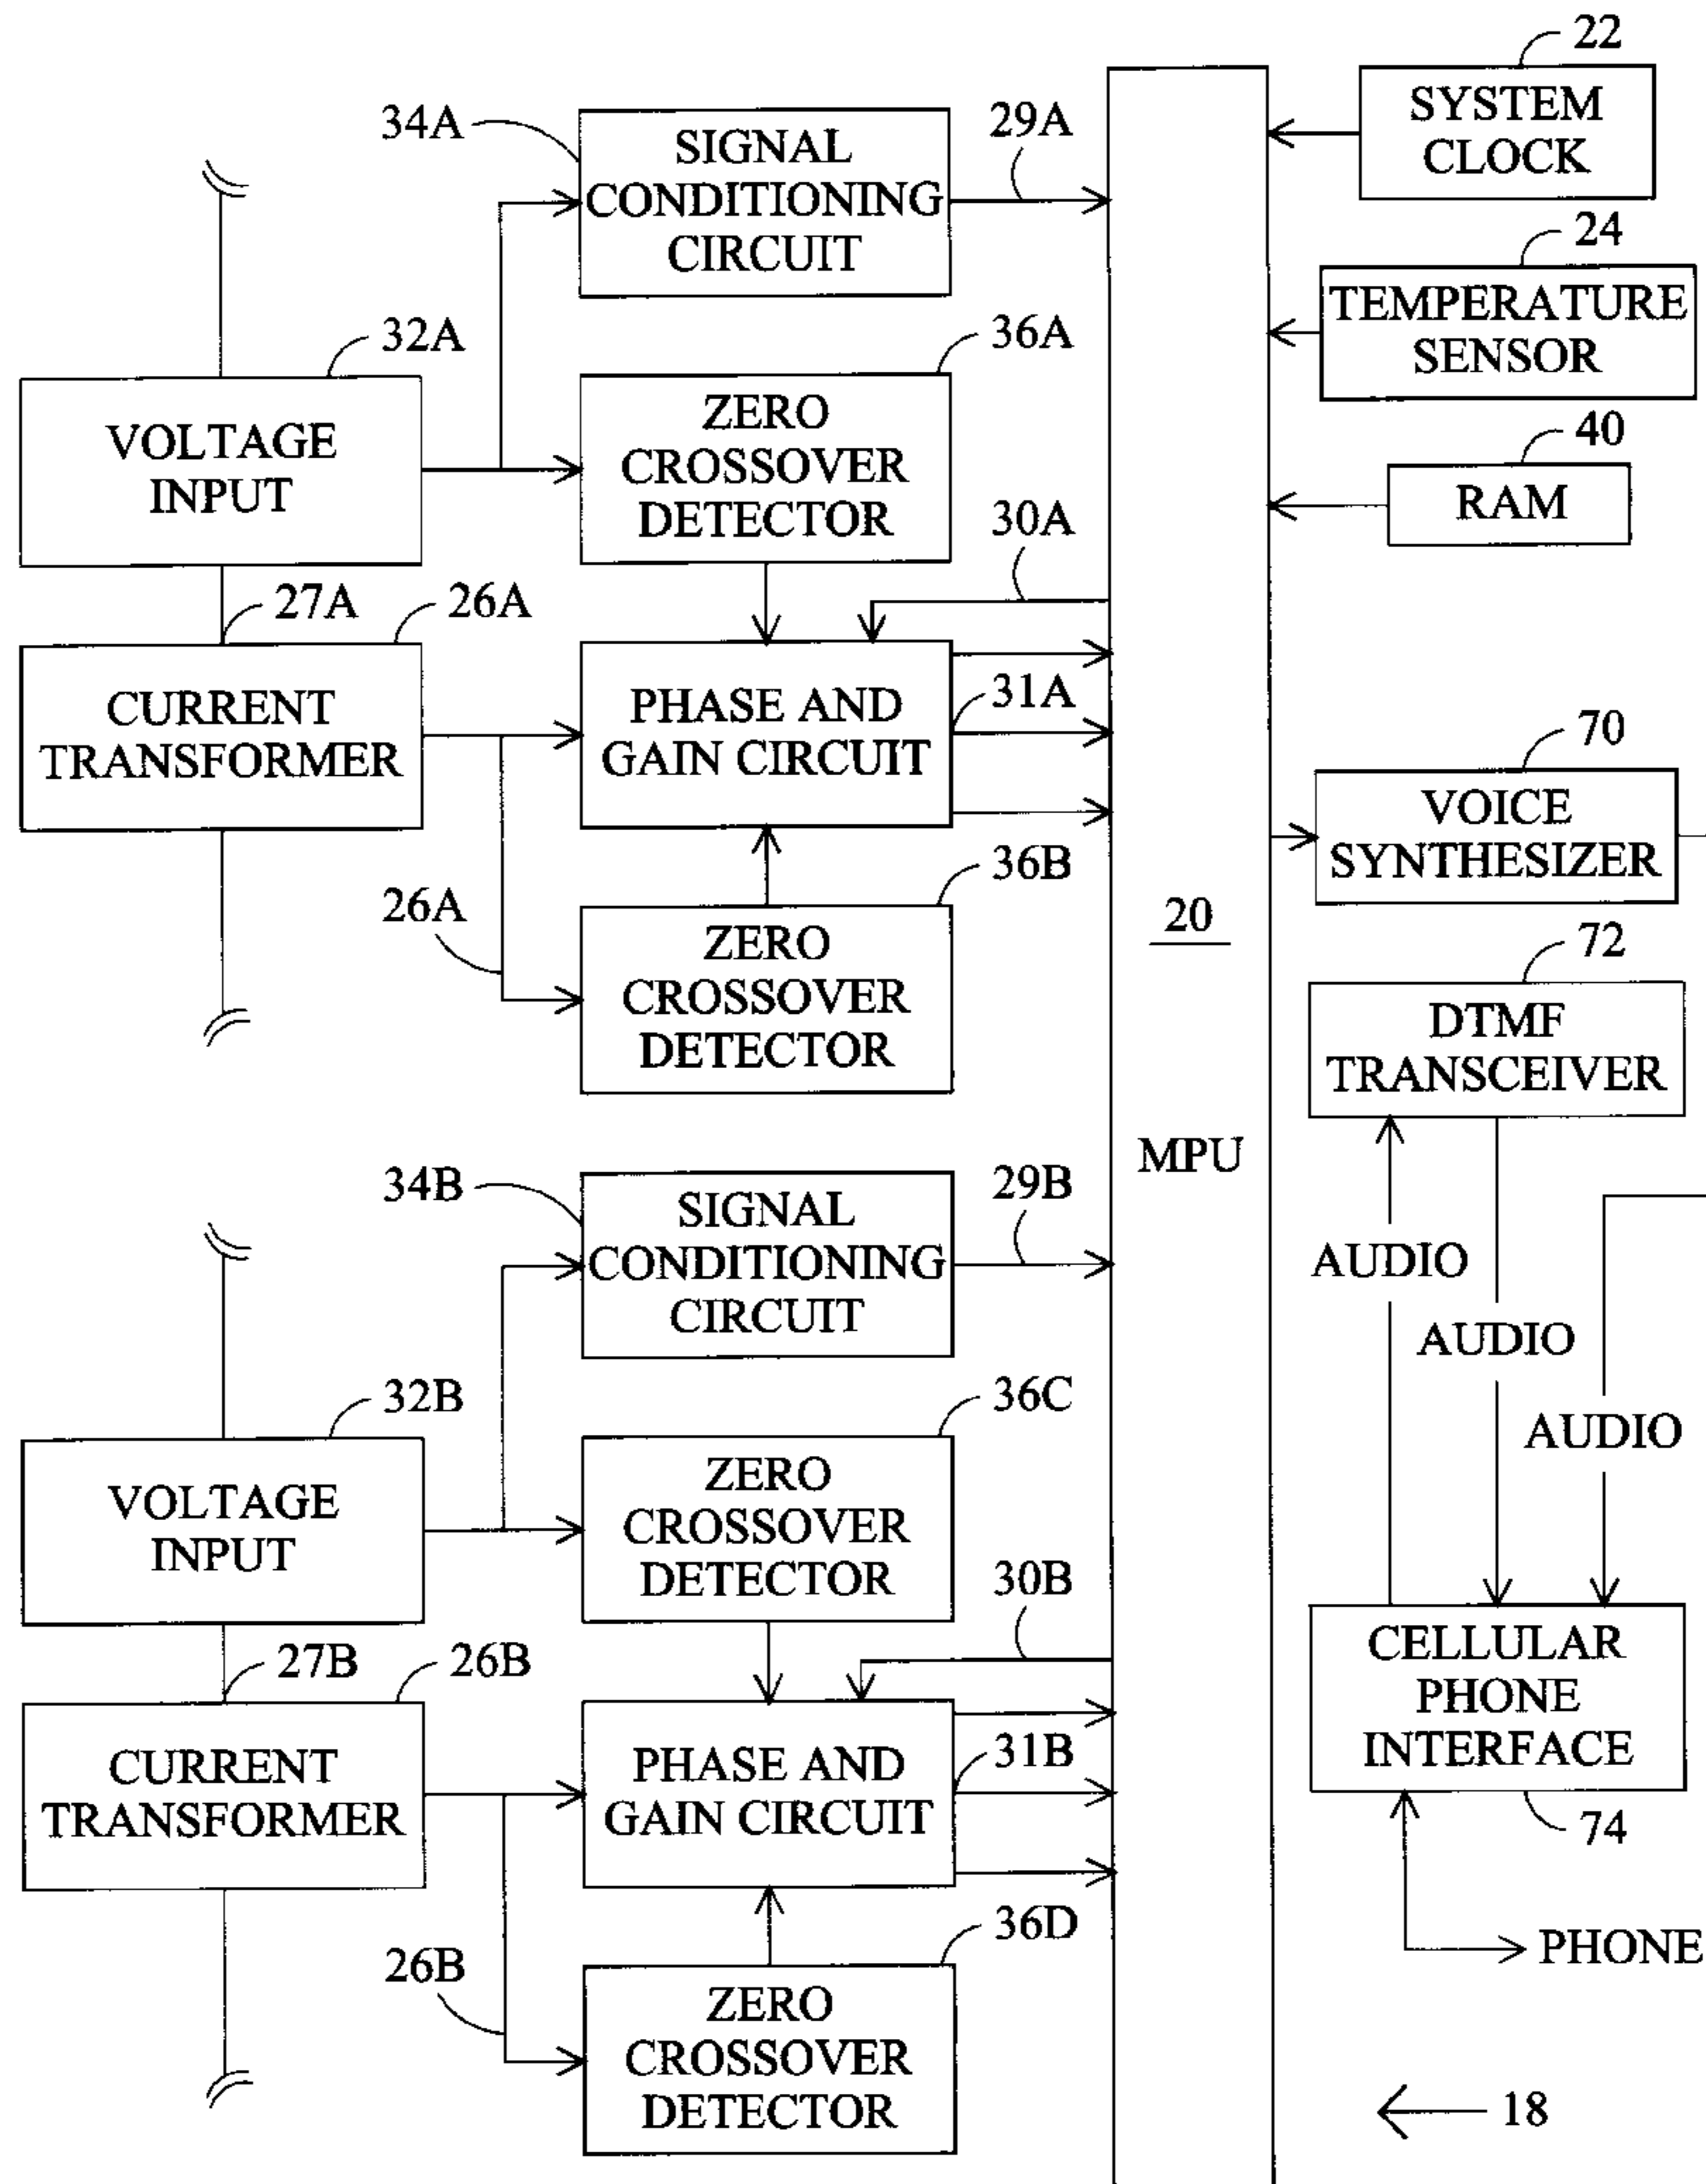 22
SYSTEM
CLOCK
34A
SIGNAL
CONDITIONING
CIRCUIT
29A
24
TEMPERATURE
SENSOR
32A
VOLTAGE
INPUT
36A
ZERO
CROSSOVER
DETECTOR
40
RAM
30A
27A
26A
CURRENT
TRANSFORMER
PHASE AND
GAIN CIRCUIT
31A
70
VOICE
SYNTHESIZER
26A
36B
ZERO
CROSSOVER
DETECTOR
20
MPU
72
DTMF
TRANSCEIVER
34B
SIGNAL
CONDITIONING
CIRCUIT
29B
AUDIO
AUDIO
AUDIO
32B
VOLTAGE
INPUT
36C
ZERO
CROSSOVER
DETECTOR
30B
27B
26B
CURRENT
TRANSFORMER
PHASE AND
GAIN CIRCUIT
31B
CELLULAR
PHONE
INTERFACE
74
PHONE
26B
36D
ZERO
CROSSOVER
DETECTOR
18